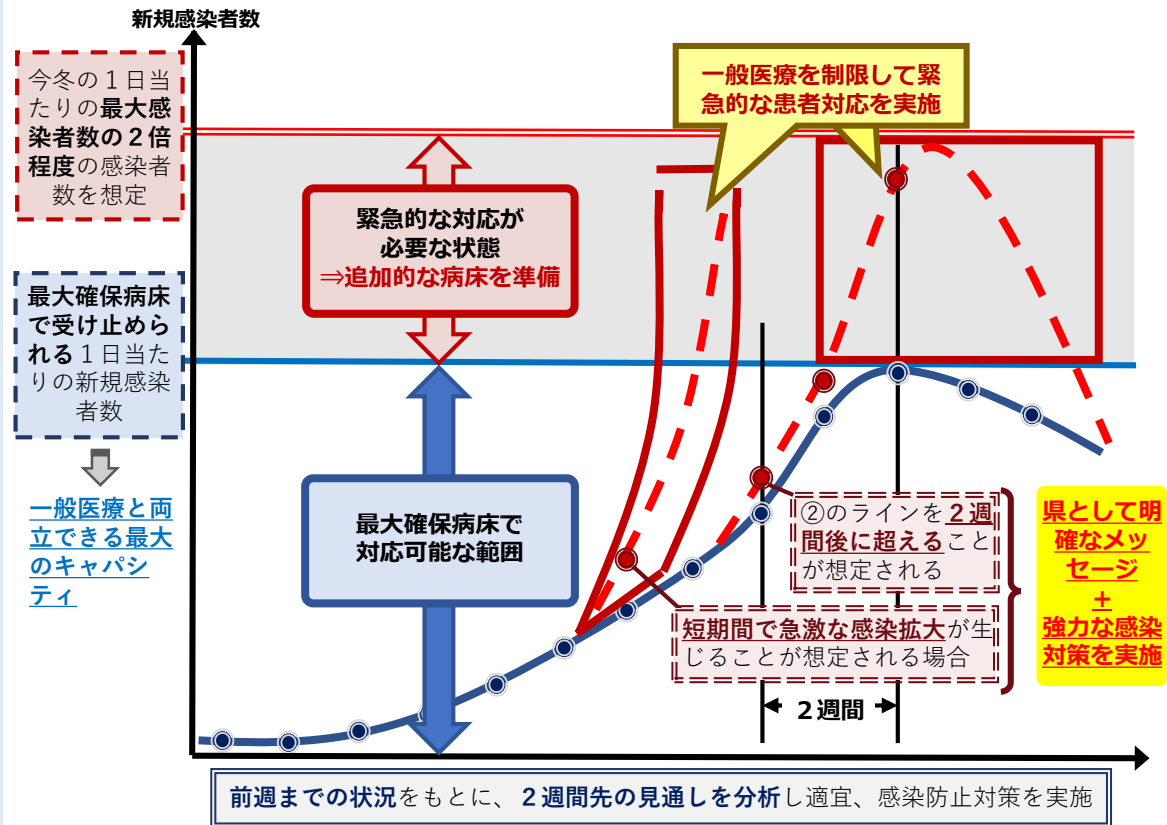 新規感染者数
今冬の１日当
たりの最大感
染者数の２倍
程度の感染者
数を想定
一般医療を制限して緊
急的な患者対応を実施
緊急的な対応が
必要な状態
⇒追加的な病床を準備
最大確保病床
で受け止めら
れる１日当た
りの新規感染
者数
一般医療と両
立できる最大
のキャパシ
ティ
最大確保病床で
対応可能な範囲
②のラインを２週
間後に超えること
が想定される
短期間で急激な感染拡大が生
じることが想定される場合
県として明
確なメッ
セージ
＋
強力な感染
対策を実施
２週間
前週までの状況をもとに、２週間先の見通しを分析し適宜、感染防止対策を実施